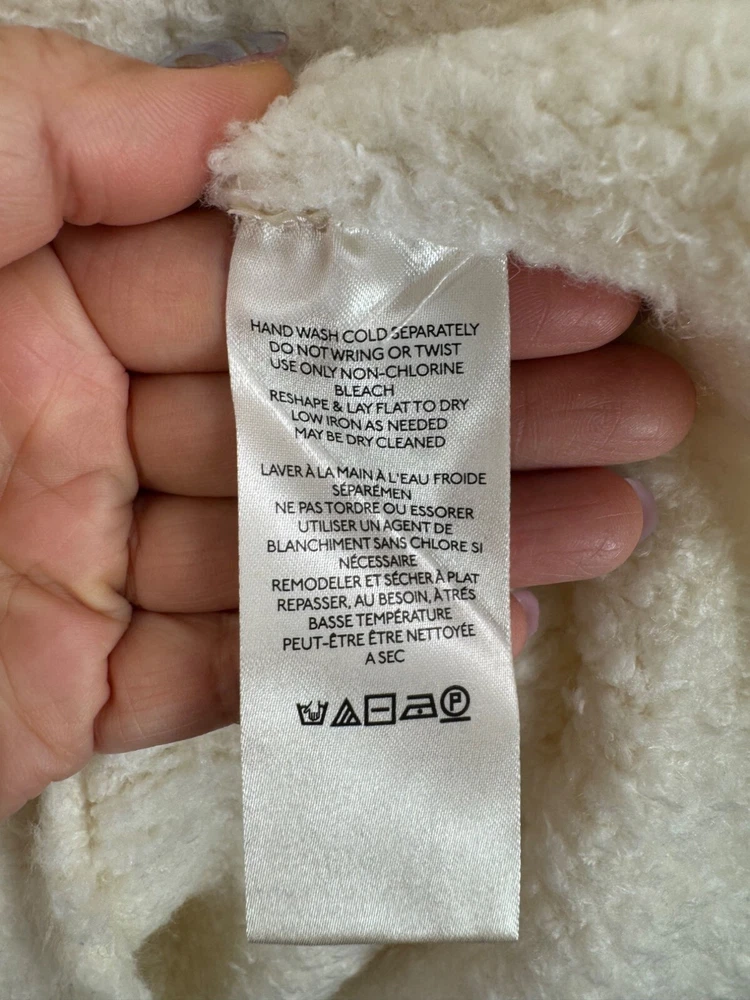 HAND WASH COLD SEPARATELY
DO NOT WRING OR TWIST
USE ONLY NON-CHLORINE
BLEACH
RESHAPE & LAY FLAT TO DRY
LOW IRON AS NEEDED
MAY BE DRY CLEANED
LAVER À LA MAIN À L'EAU FROIDE
SÉPARÉMEN
NE PAS TORDRE OU ESSORER
UTILISER UN AGENT DE
BLANCHIMENT SANS CHLORE SI
NÉCESSAIRE
REMODELER ET SÉCHER À PLAT
REPASSER, AU BESOIN, À TRÉS
BASSE TEMPÉRATURE
PEUT-ÊTRE ÊTRE NETTOYÉE
A SEC
P